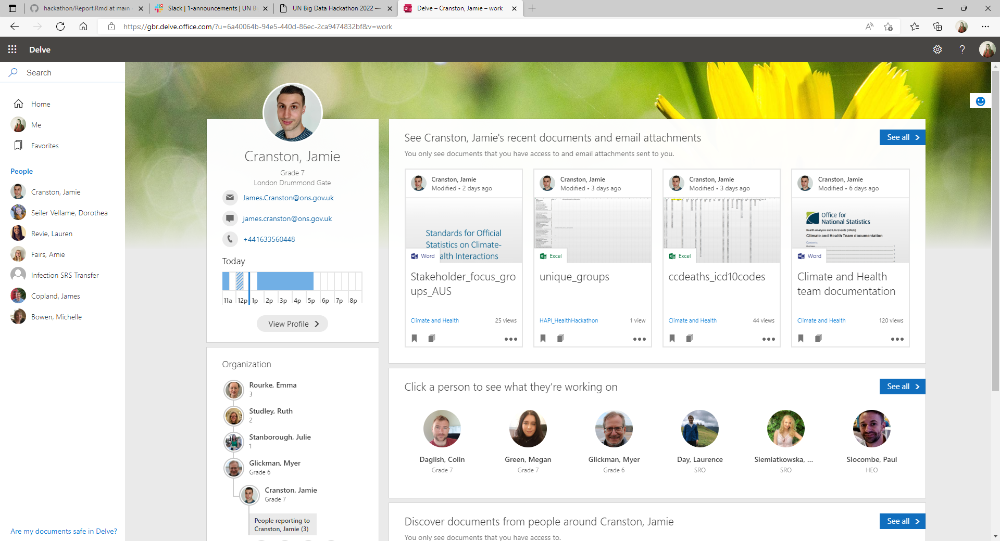 hackathon/Report.Rmd at main
Slack | 1-announcements | UN Bi
UN Big Data Hackathon 2022 —
Delve – Cranston, Jamie – work
https://gbr.delve.office.com/?u=6a40064b-94e5-440d-86ec-2ca9474832bf&v=work
Delve
Search
Home
Me
Favorites
People
Cranston, Jamie
Seiler Vellame, Dorothea
Revie, Lauren
Fairs, Amie
Infection SRS Transfer
Copland, James
Bowen, Michelle
Are my documents safe in Delve?
Cranston, Jamie
Grade 7
London Drummond Gate
James.Cranston@ons.gov.uk
james.cranston@ons.gov.uk
+441633560448
Today
11a 12p 1p 2p 3p 4p 5p 6p 7p 8p
View Profile
Organization
Rourke, Emma
3
Studley, Ruth
2
Stanborough, Julie
1
Glickman, Myer
Grade 6
Cranston, Jamie
Grade 7
People reporting to
Cranston, Jamie (3)
See Cranston, Jamie's recent documents and email attachments
See all
You only see documents that you have access to and email attachments sent to you.
Cranston, Jamie
Modified • 2 days ago
Standards for Official
Statistics on Climate-
alth Interactions
Word
Stakeholder_focus_gro
ups_AUS
Climate and Health
25 views
Cranston, Jamie
Modified • 3 days ago
Excel
unique_groups
HAPI_HealthHackathon
1 view
Cranston, Jamie
Modified • 3 days ago
Excel
ccdeaths_icd10codes
Climate and Health
44 views
Cranston, Jamie
Modified • 6 days ago
Office for
National Statistics
Health Analysis and Life Events (HALE)
Climate and Health Team documentation
Contents
Word
Climate and Health
team documentation
Climate and Health
120 views
Click a person to see what they're working on
See all
Daglish, Colin
Grade 7
Green, Megan
Grade 7
Glickman, Myer
Grade 6
Day, Laurence
SRO
Siemiatkowska, ...
SRO
Slocombe, Paul
HEO
Discover documents from people around Cranston, Jamie
See all
You only see documents that you have access to.